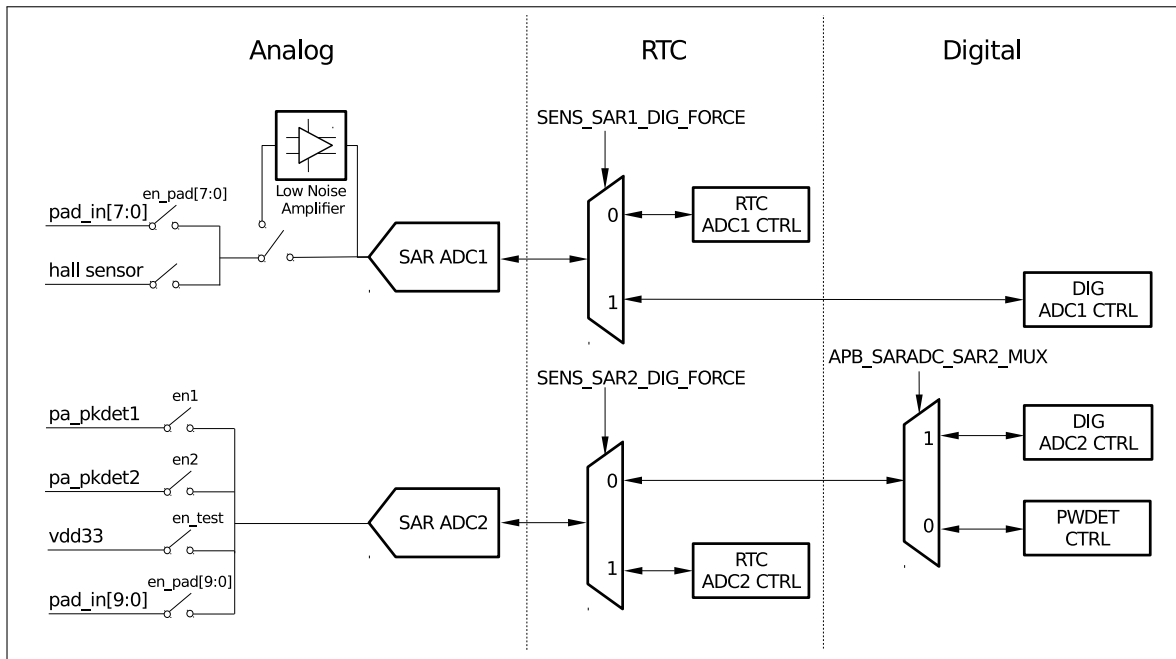 Analog
RTC
Digital
SENS_SAR1_DIG_FORCE
Low Noise
Amplifier
en_pad[7:0]
pad_in[7:0]
hall sensor
SAR ADC1
0
1
RTC
ADC1 CTRL
DIG
ADC1 CTRL
SENS_SAR2_DIG_FORCE
APB_SARADC_SAR2_MUX
en1
pa_pkdet1
en2
pa_pkdet2
en_test
vdd33
en_pad[9:0]
pad_in[9:0]
SAR ADC2
0
1
RTC
ADC2 CTRL
1
0
DIG
ADC2 CTRL
PWDET
CTRL